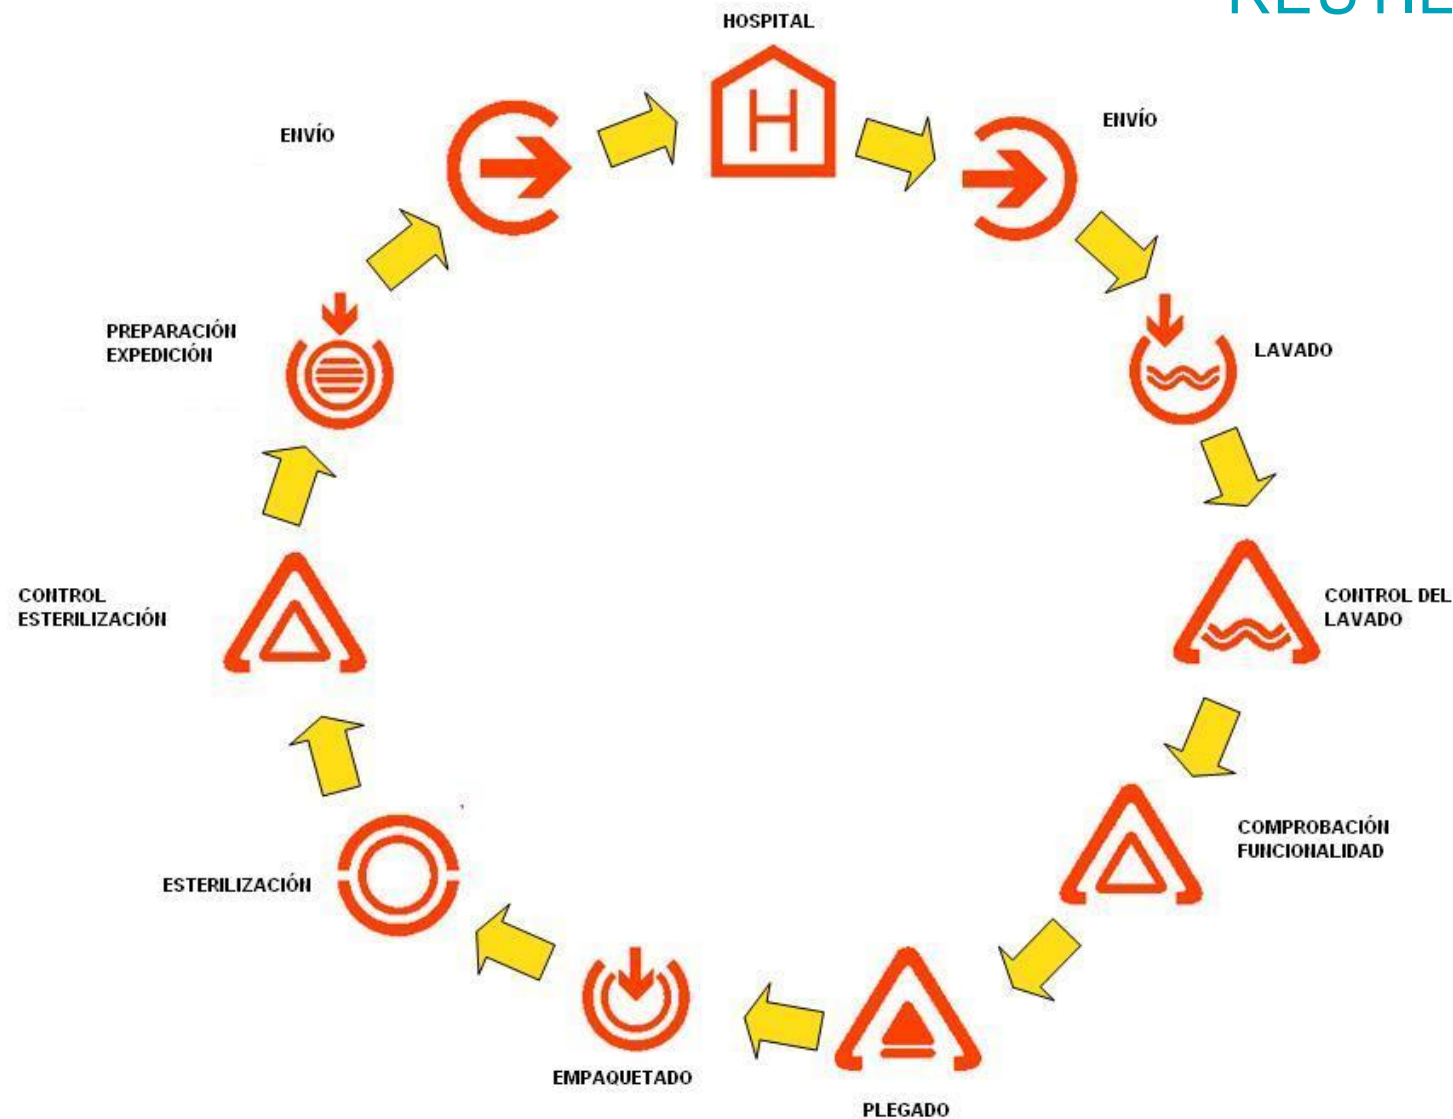 HOSPITAL
ENVÍO
ENVÍO
LAVADO
PREPARACIÓN
EXPEDICIÓN
CONTROL
ESTERILIZACIÓN
CONTROL DEL
LAVADO
COMPROBACIÓN
FUNCIONALIDAD
ESTERILIZACIÓN
EMPAQUETADO
PLEGADO
H